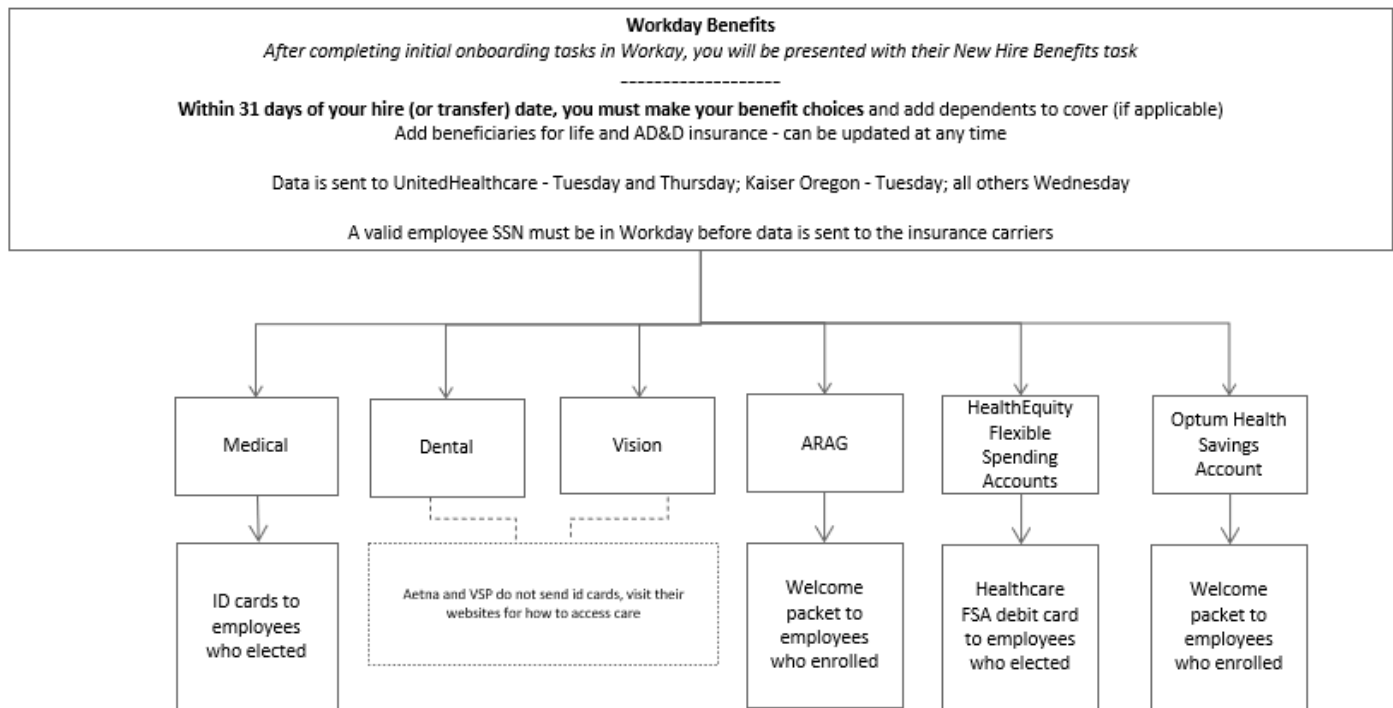 Workday Benefits
After completing initial onboarding tasks in Workay, you will be presented with their New Hire Benefits task
-------------------
Within 31 days of your hire (or transfer) date, you must make your benefit choices and add dependents to cover (if applicable)
Add beneficiaries for life and AD&D insurance - can be updated at any time
Data is sent to UnitedHealthcare - Tuesday and Thursday; Kaiser Oregon - Tuesday; all others Wednesday
A valid employee SSN must be in Workday before data is sent to the insurance carriers
Medical
Dental
Vision
ARAG
HealthEquity
Flexible
Spending
Accounts
Optum Health
Savings
Account
ID cards to
employees
who elected
Aetna and VSP do not send id cards, visit their
websites for how to access care
Welcome
packet to
employees
who enrolled
Healthcare
FSA debit card
to employees
who elected
Welcome
packet to
employees
who enrolled